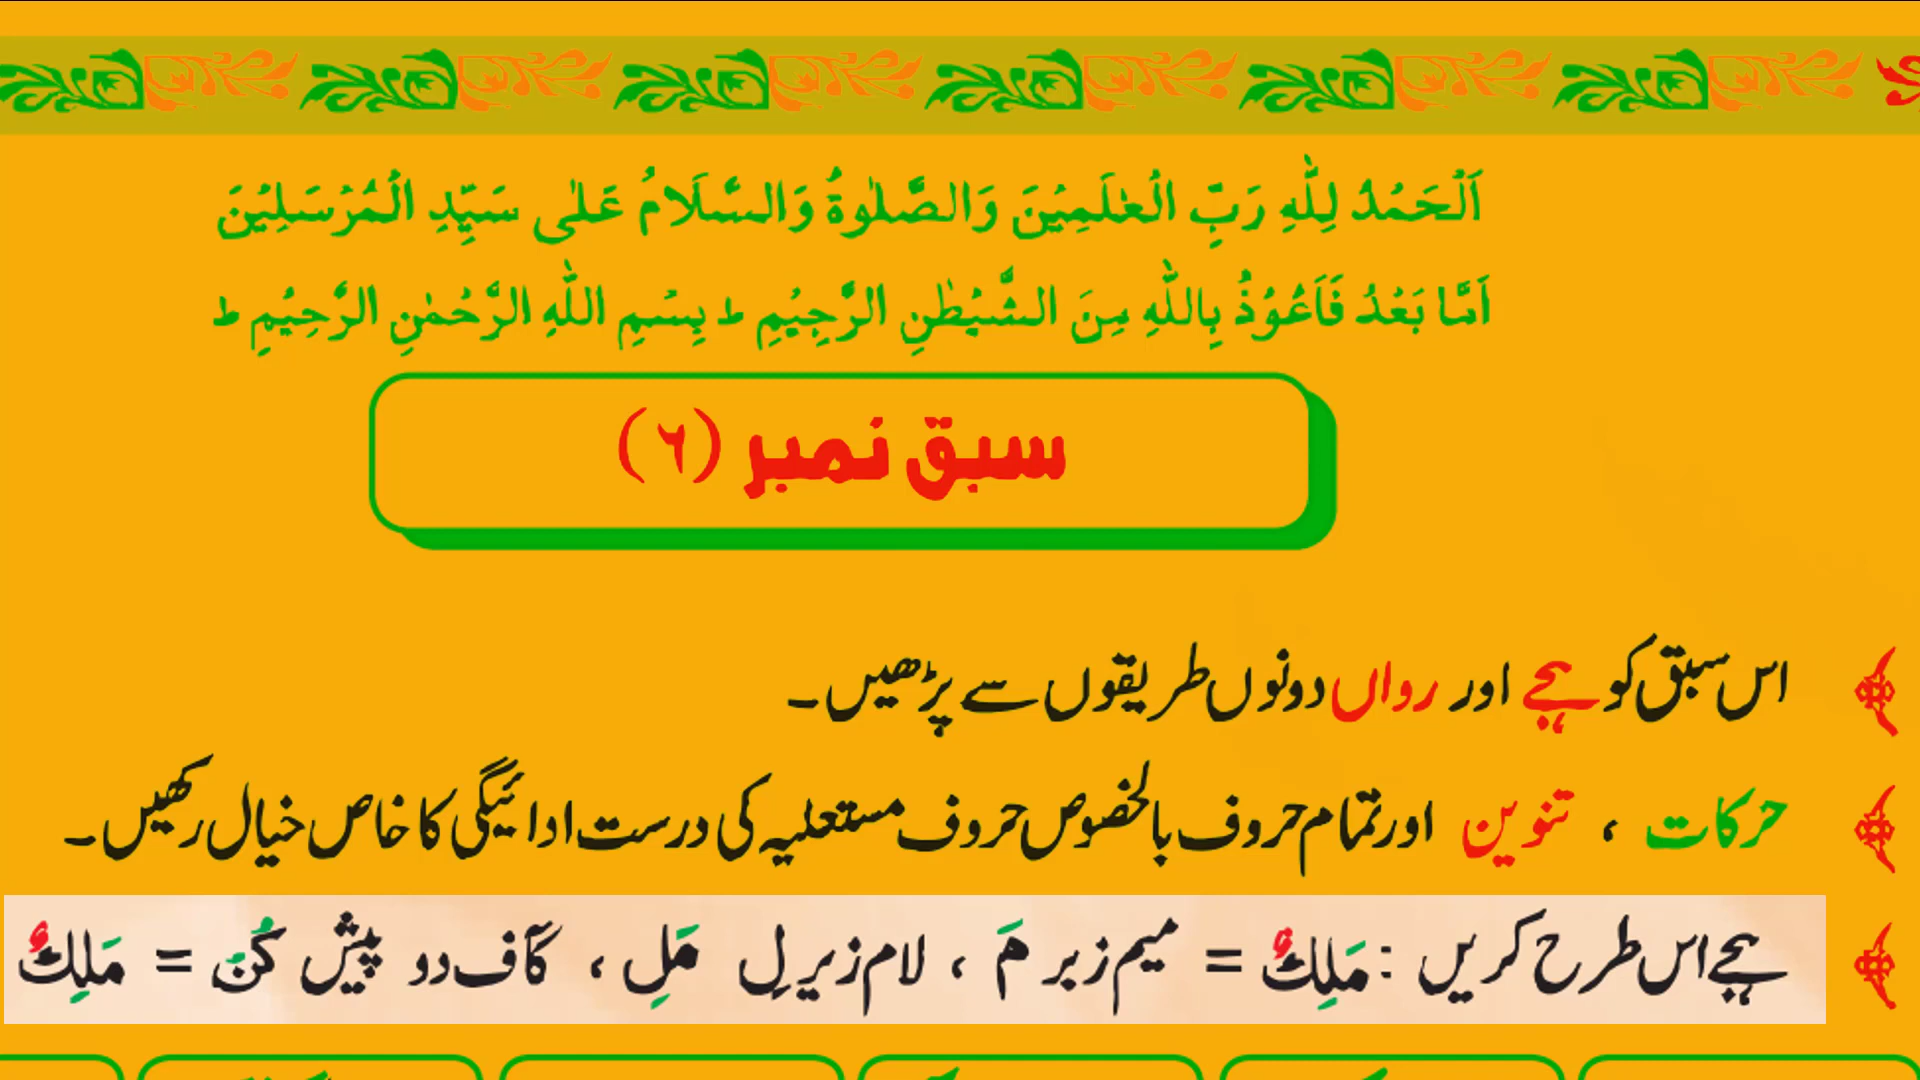 اَلْحَمْدُ لِلّٰهِ رَبِّ الْعٰلَمِيْنَ وَالصَّلٰوةُ وَالسَّلَامُ عَلٰى سَيِّدِ الْمُرْسَلِيْنَ
اَمَّا بَعْدُ فَاَعُوْذُ بِاللّٰهِ مِنَ الشَّيْطٰنِ الرَّجِيْمِ ط بِسْمِ اللّٰهِ الرَّحْمٰنِ الرَّحِيْمِ ط
سبق نمبر (٦)
اس سبق کو ہجے اور رواں دونوں طریقوں سے پڑھیں۔
حرکات ، تنوین اور تمام حروف بالخصوص حروف مستعلیہ کی درست ادائیگی کا خاص خیال رکھیں۔
ہجے اس طرح کریں : مَلِكٌ = میم زبر مَ ، لام زیر لِ مَلِ ، کاف دو پیش كُنْ = مَلِكٌ